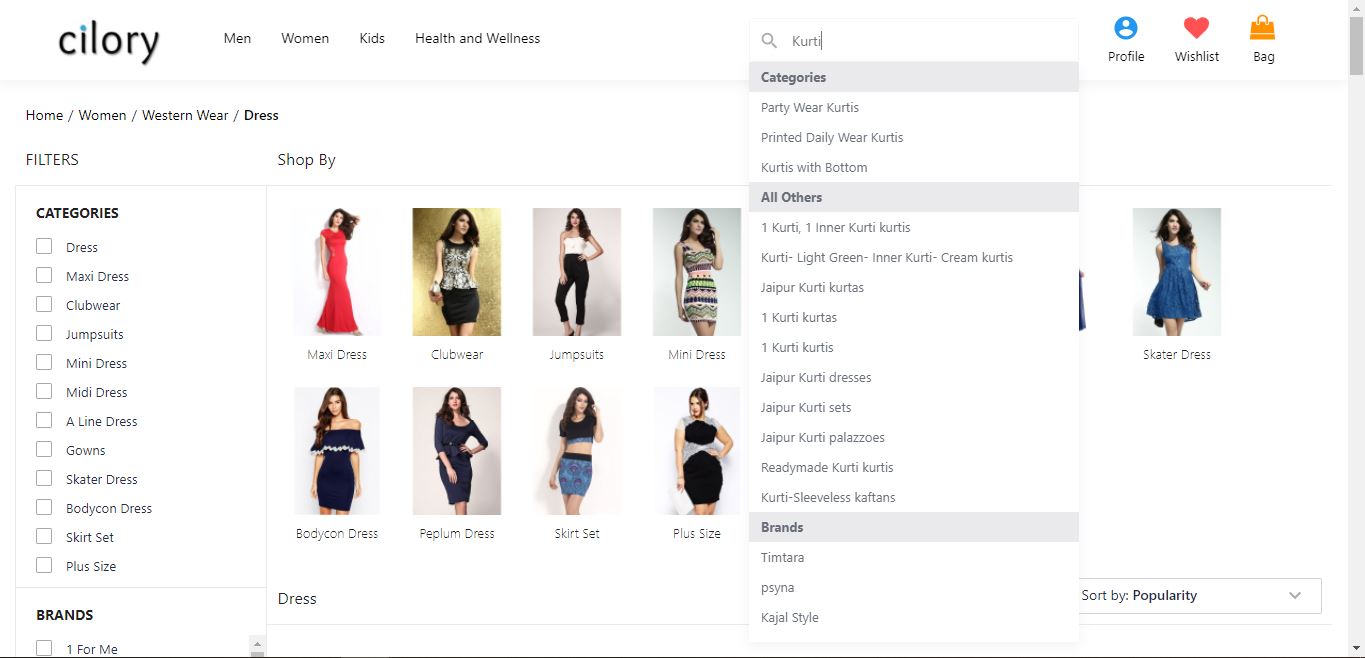 cilory
Men Women Kids Health and Wellness
Kurti
Profile Wishlist Bag
Home / Women / Western Wear / Dress
FILTERS
CATEGORIES
Dress
Maxi Dress
Clubwear
Jumpsuits
Mini Dress
Midi Dress
A Line Dress
Gowns
Skater Dress
Bodycon Dress
Skirt Set
Plus Size
BRANDS
1 For Me
Shop By
Maxi Dress Clubwear Jumpsuits Mini Dress Skater Dress
Bodycon Dress Peplum Dress Skirt Set Plus Size
Dress
Sort by: Popularity
Categories
Party Wear Kurtis
Printed Daily Wear Kurtis
Kurtis with Bottom
All Others
1 Kurti, 1 Inner Kurti kurtis
Kurti- Light Green- Inner Kurti- Cream kurtis
Jaipur Kurti kurtas
1 Kurti kurtas
1 Kurti kurtis
Jaipur Kurti dresses
Jaipur Kurti sets
Jaipur Kurti palazzoes
Readymade Kurti kurtis
Kurti-Sleeveless kaftans
Brands
Timtara
psyna
Kajal Style